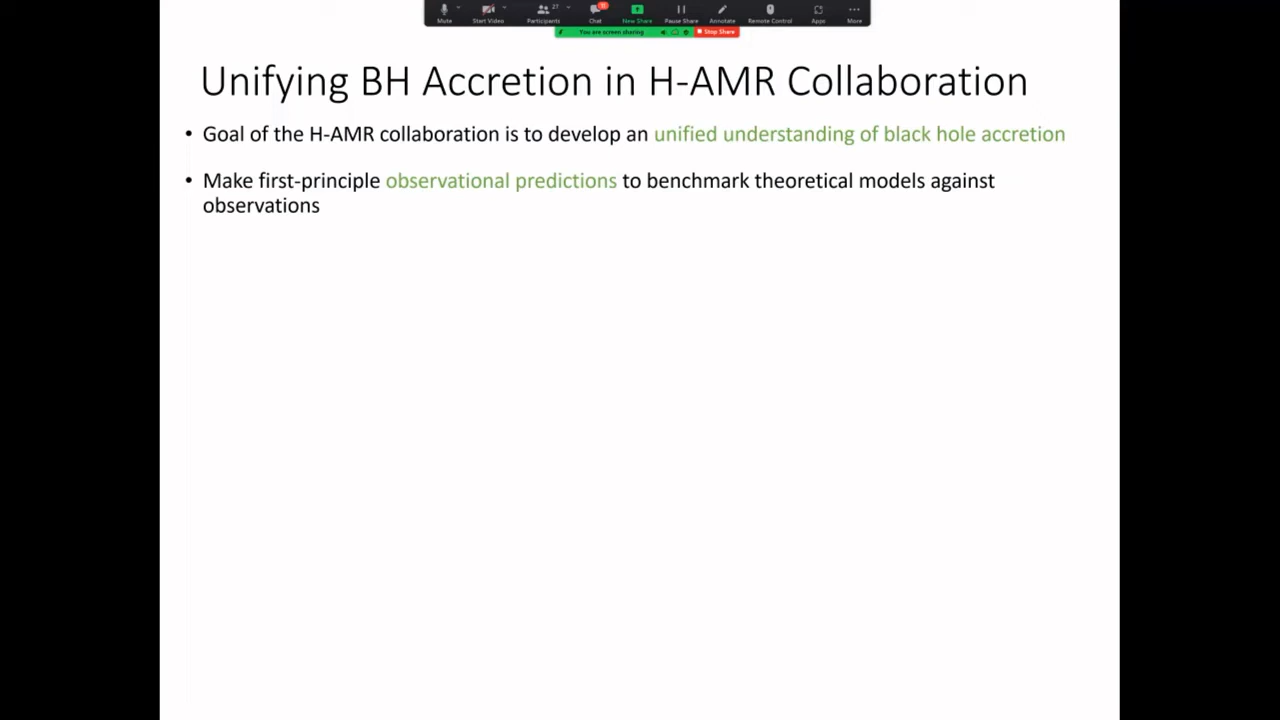 Mute Start Video Participants 27 Chat New Share Pause Share Annotate Remote Control Apps More
You are screen sharing Stop Share
Unifying BH Accretion in H-AMR Collaboration
• Goal of the H-AMR collaboration is to develop an unified understanding of black hole accretion
• Make first-principle observational predictions to benchmark theoretical models against
observations